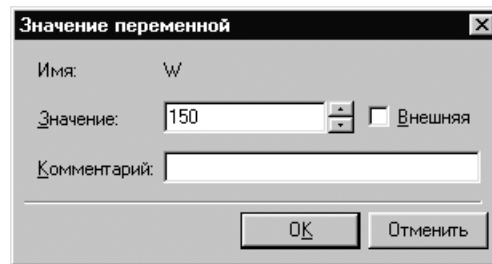 Значение переменной
Имя: W
Значение: 150 Внешняя
Комментарий:
OK Отменить